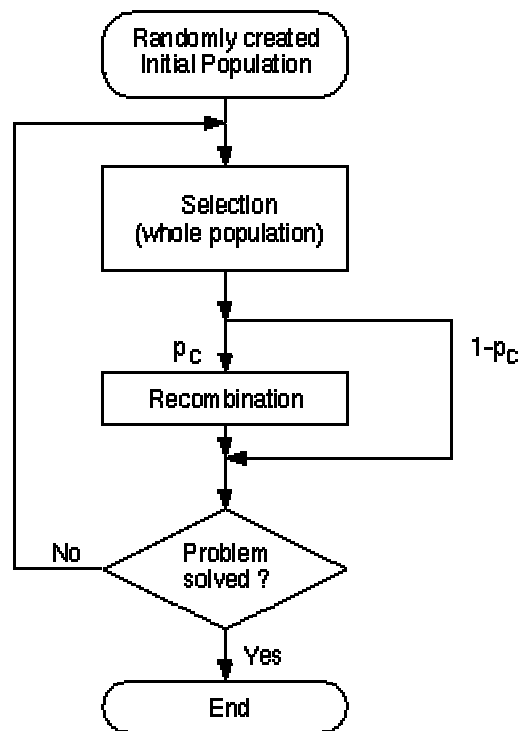 Randomly created
Initial Population
Selection
(whole population)
pC
1-pC
Recombination
No
Problem
solved ?
Yes
End